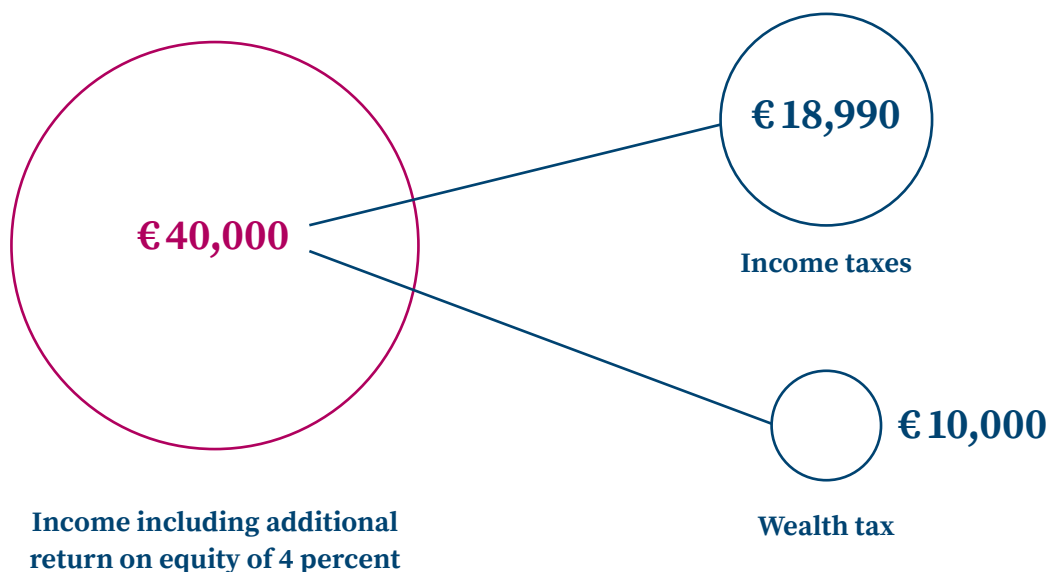 € 18,990
€ 40,000
Income taxes
€ 10,000
Income including additional
return on equity of 4 percent
Wealth tax